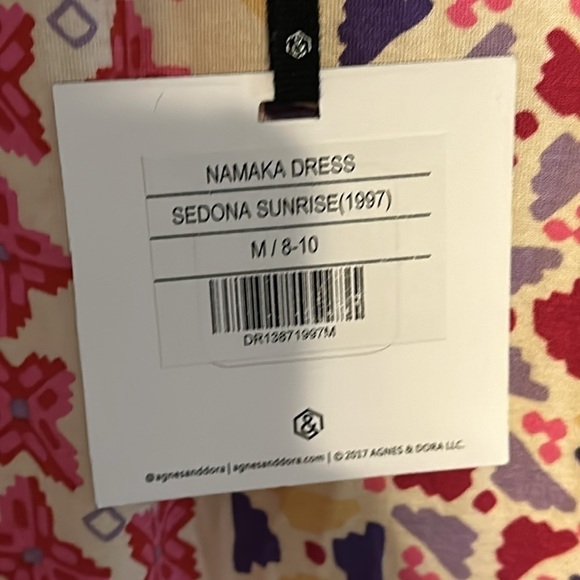 &
NAMAKA DRESS
SEDONA SUNRISE(1997)
M / 8-10
DR13871997M
&
@agnesanddora | agnesanddora.com | © 2017 AGNES & DORA LLC.